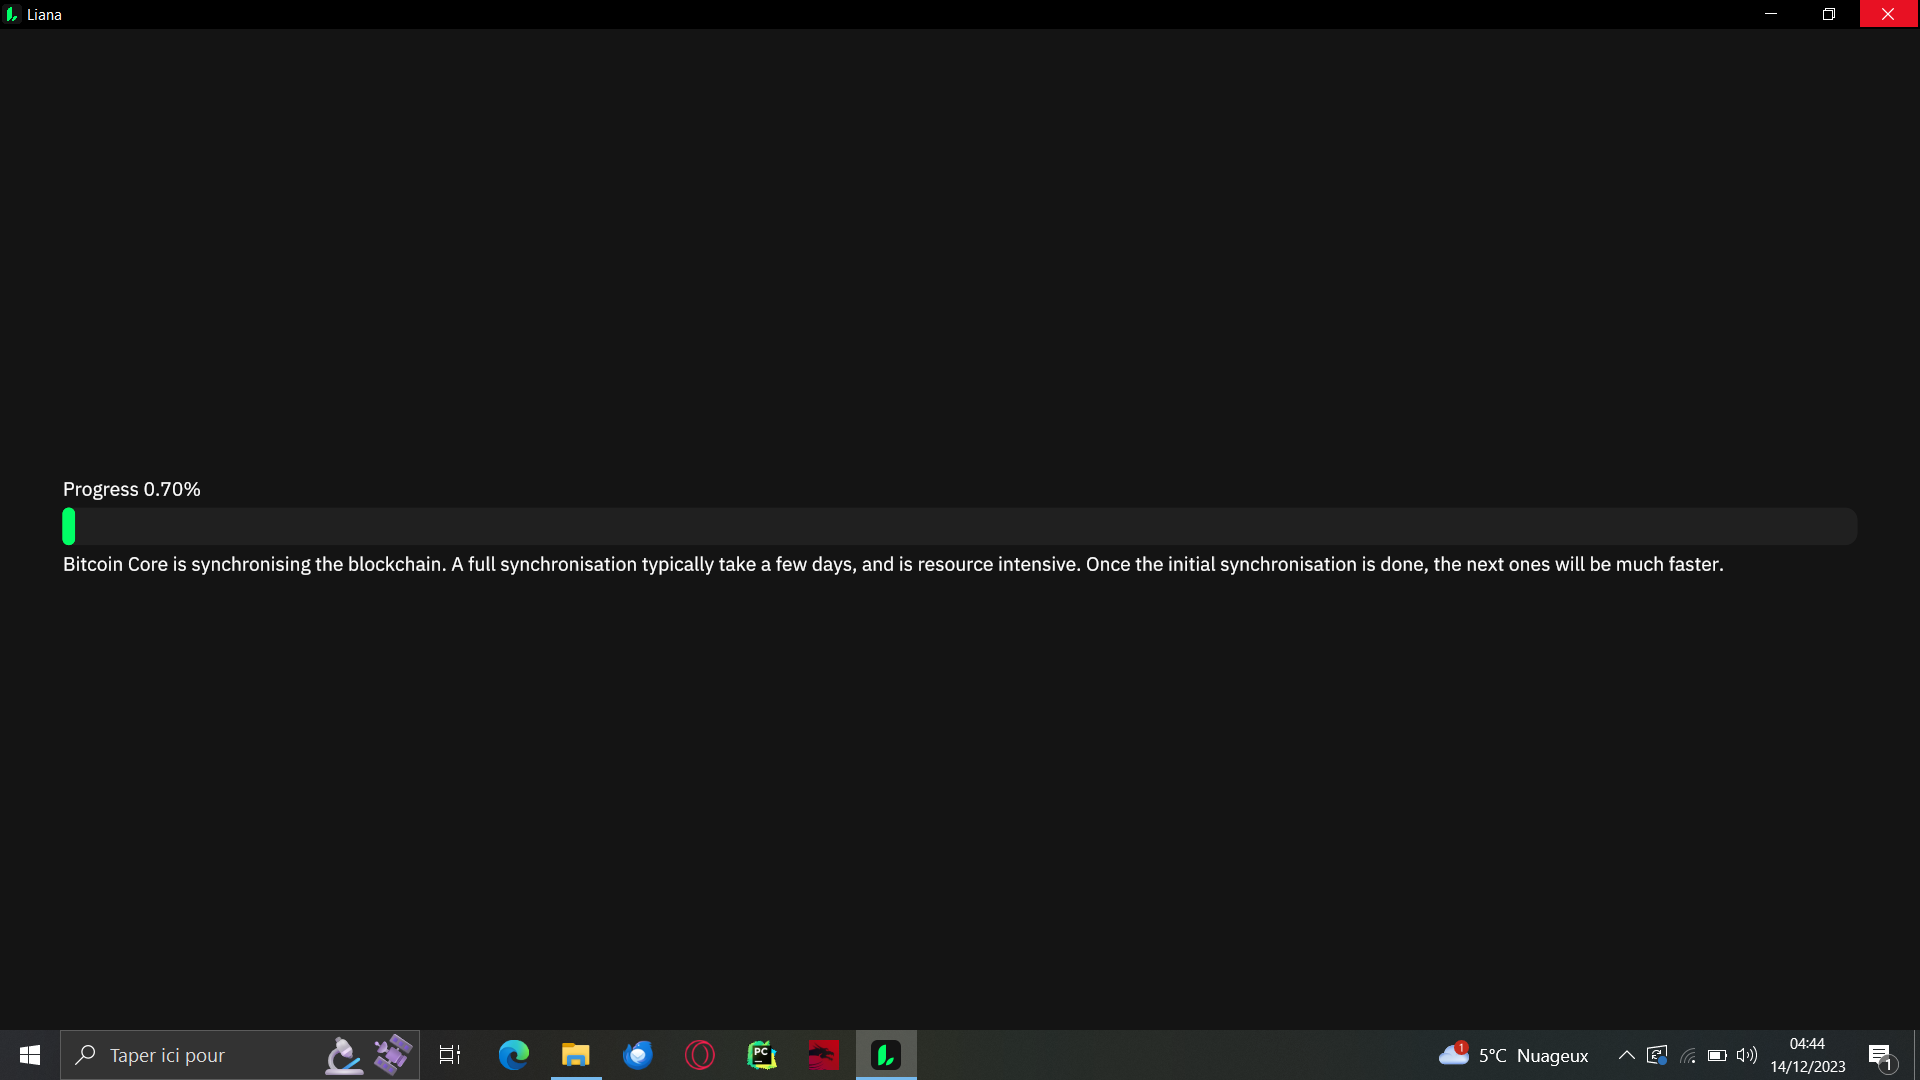 Liana
Progress 0.70%
Bitcoin Core is synchronising the blockchain. A full synchronisation typically take a few days, and is resource intensive. Once the initial synchronisation is done, the next ones will be much faster.
Taper ici pour
PC
1
5°C Nuageux
04:44
14/12/2023
1